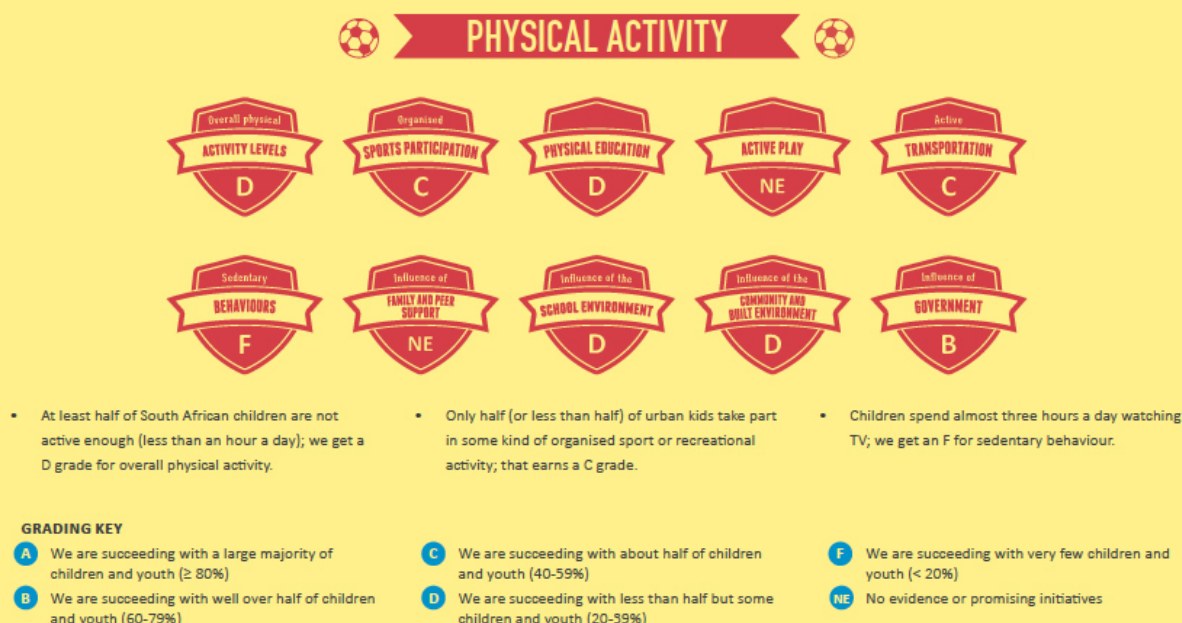 PHYSICAL ACTIVITY
Overall physical
ACTIVITY LEVELS
D
Organised
SPORTS PARTICIPATION
C
PHYSICAL EDUCATION
D
ACTIVE PLAY
NE
Active
TRANSPORTATION
C
Sedentary
BEHAVIOURS
F
Influence of
FAMILY AND PEER
SUPPORT
NE
Influence of the
SCHOOL ENVIRONMENT
D
Influence of the
COMMUNITY AND
BUILT ENVIRONMENT
D
Influence of
GOVERNMENT
B
• At least half of South African children are not
active enough (less than an hour a day); we get a
D grade for overall physical activity.
• Only half (or less than half) of urban kids take part
in some kind of organised sport or recreational
activity; that earns a C grade.
• Children spend almost three hours a day watching
TV; we get an F for sedentary behaviour.
GRADING KEY
A We are succeeding with a large majority of
children and youth (≥ 80%)
B We are succeeding with well over half of children
and youth (60-79%)
C We are succeeding with about half of children
and youth (40-59%)
D We are succeeding with less than half but some
children and youth (20-39%)
F We are succeeding with very few children and
youth (< 20%)
NE No evidence or promising initiatives